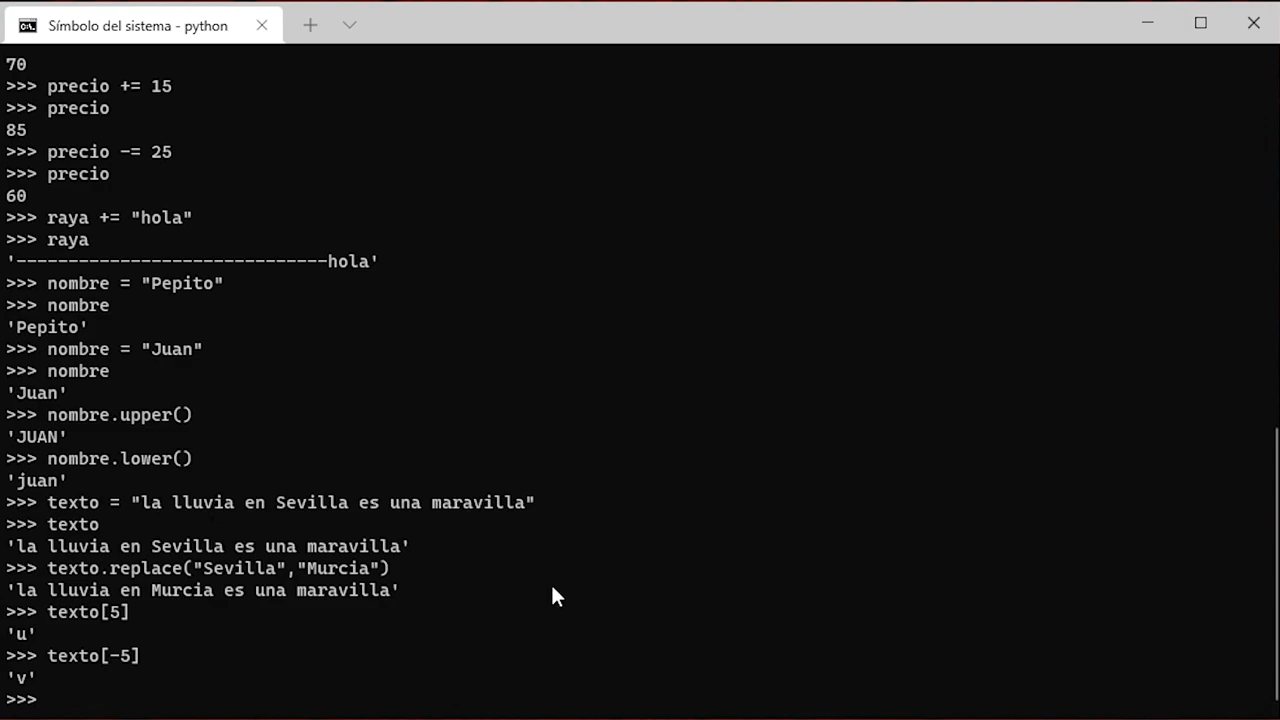 Símbolo del sistema - python
70
>>> precio += 15
>>> precio
85
>>> precio -= 25
>>> precio
60
>>> raya += "hola"
>>> raya
'------------------------------hola'
>>> nombre = "Pepito"
>>> nombre
'Pepito'
>>> nombre = "Juan"
>>> nombre
'Juan'
>>> nombre.upper()
'JUAN'
>>> nombre.lower()
'juan'
>>> texto = "la lluvia en Sevilla es una maravilla"
>>> texto
'la lluvia en Sevilla es una maravilla'
>>> texto.replace("Sevilla","Murcia")
'la lluvia en Murcia es una maravilla'
>>> texto[5]
'u'
>>> texto[-5]
'v'
>>>